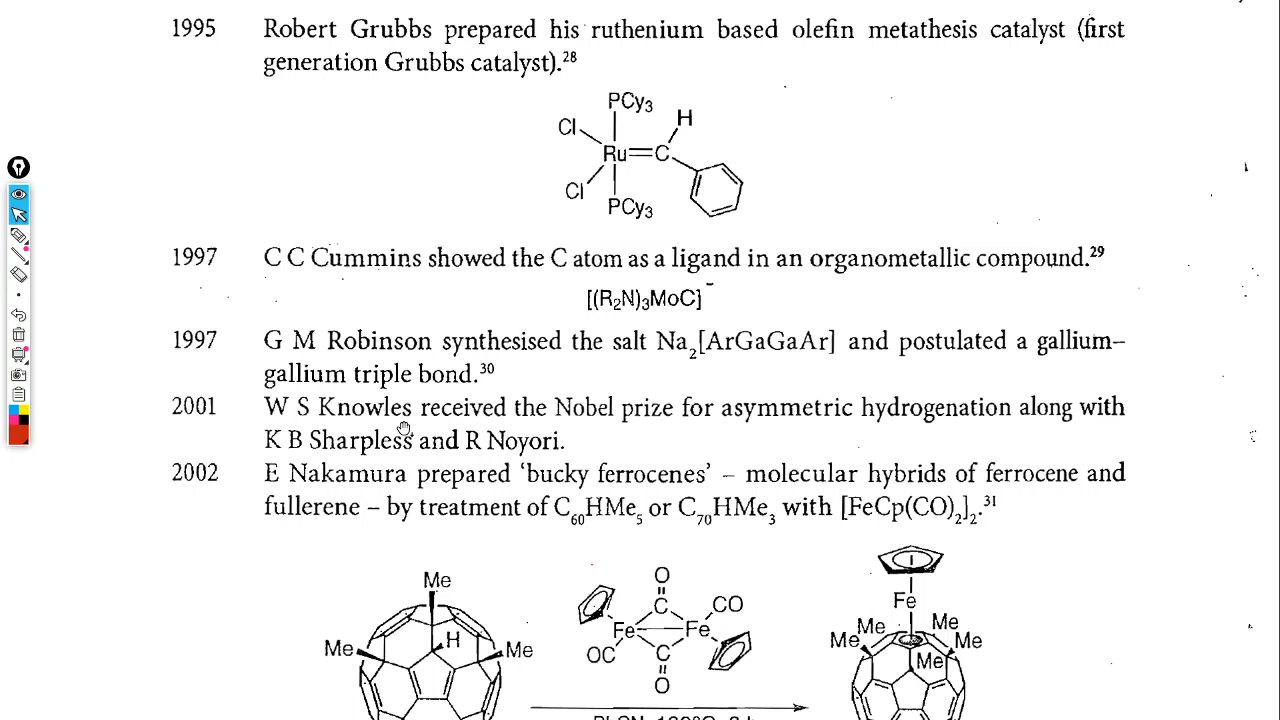 1995 Robert Grubbs prepared his ruthenium based olefin metathesis catalyst (first
generation Grubbs catalyst).²⁸
PCy₃
H
Cl
Ru=C
Cl
PCy₃
1997 C C Cummins showed the C atom as a ligand in an organometallic compound.²⁹
[(R₂N)₃MoC]⁻
1997 G M Robinson synthesised the salt Na₂[ArGaGaAr] and postulated a gallium–
gallium triple bond.³⁰
2001 W S Knowles received the Nobel prize for asymmetric hydrogenation along with
K B Sharpless and R Noyori.
2002 E Nakamura prepared ‘bucky ferrocenes’ – molecular hybrids of ferrocene and
fullerene – by treatment of C₆₀HMe₅ or C₇₀HMe₃ with [FeCp(CO)₂]₂.³¹
Me
O
C
CO
Fe
Fe
Fe
Me Me
H
Me
Me
Me Me
Me
OC
C
O